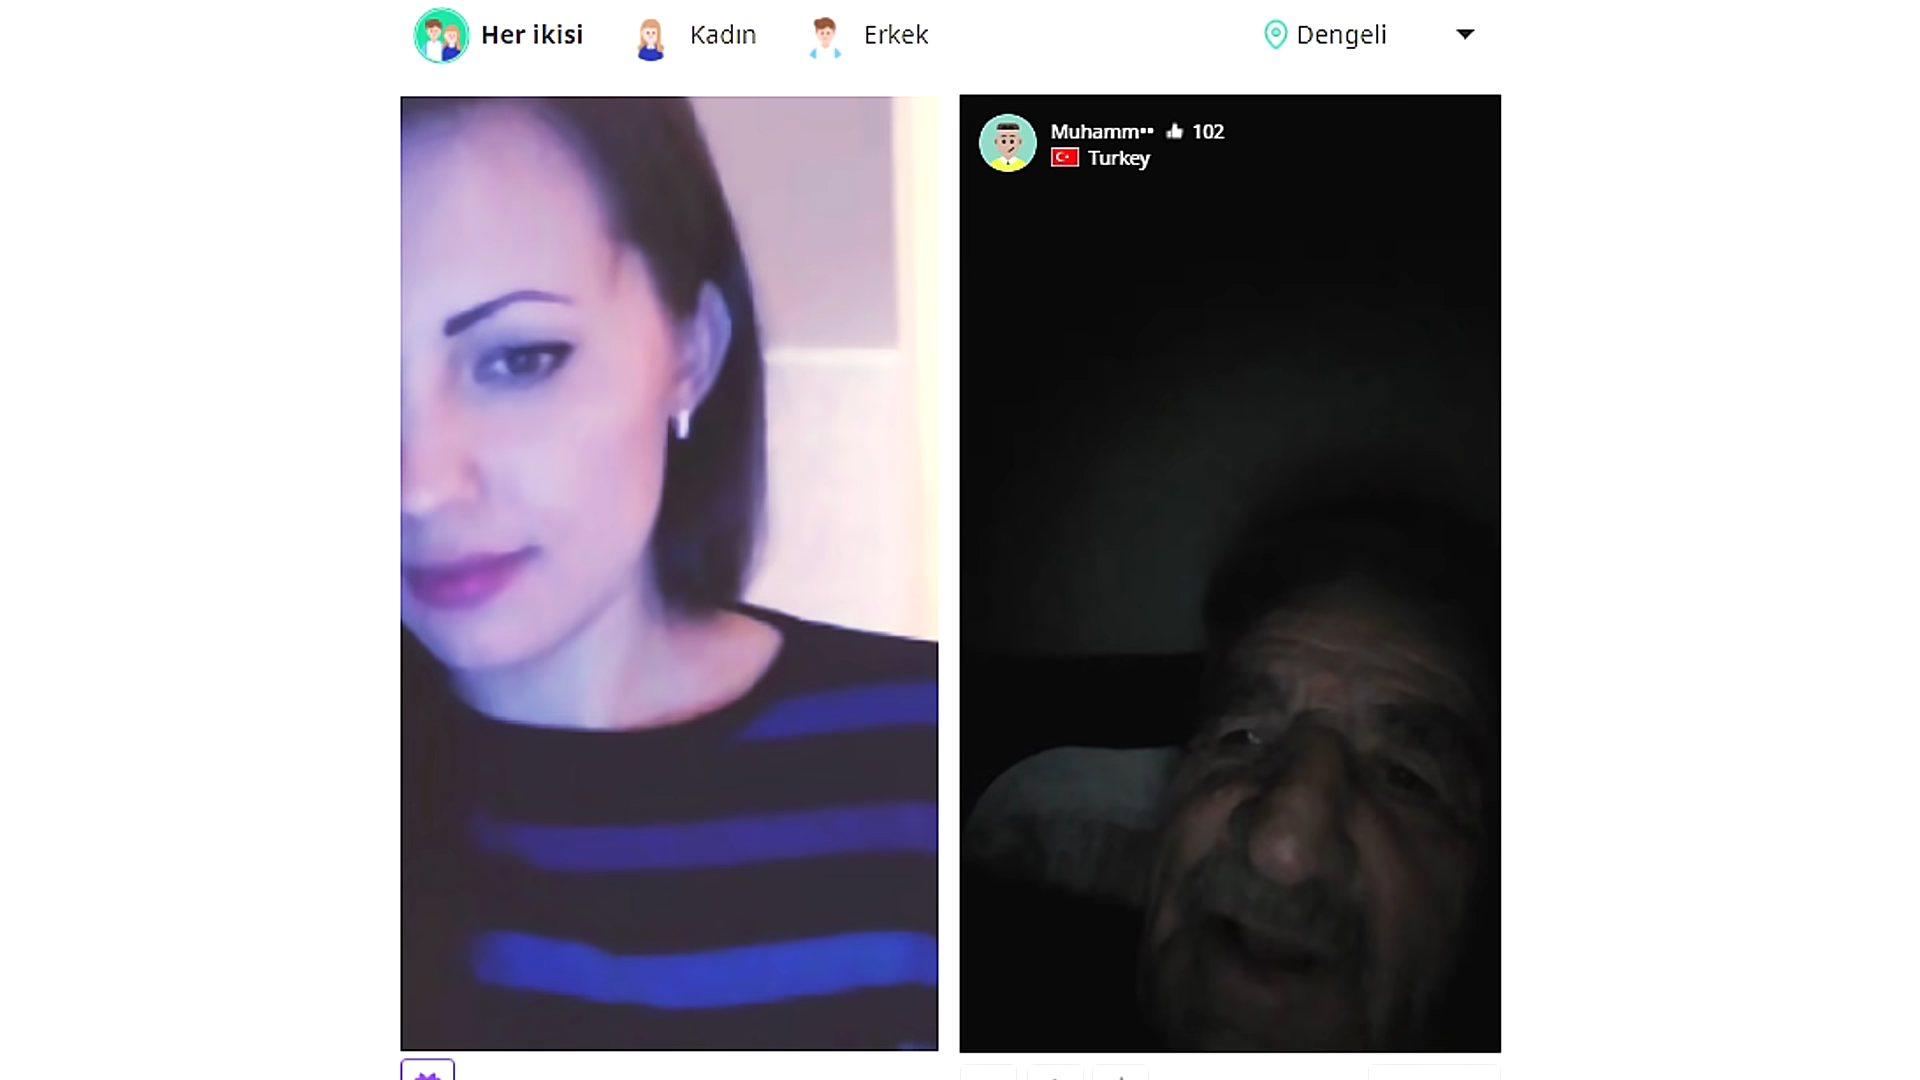 Her ikisi
Kadın
Erkek
Dengeli
Muhamm•• 102
Turkey